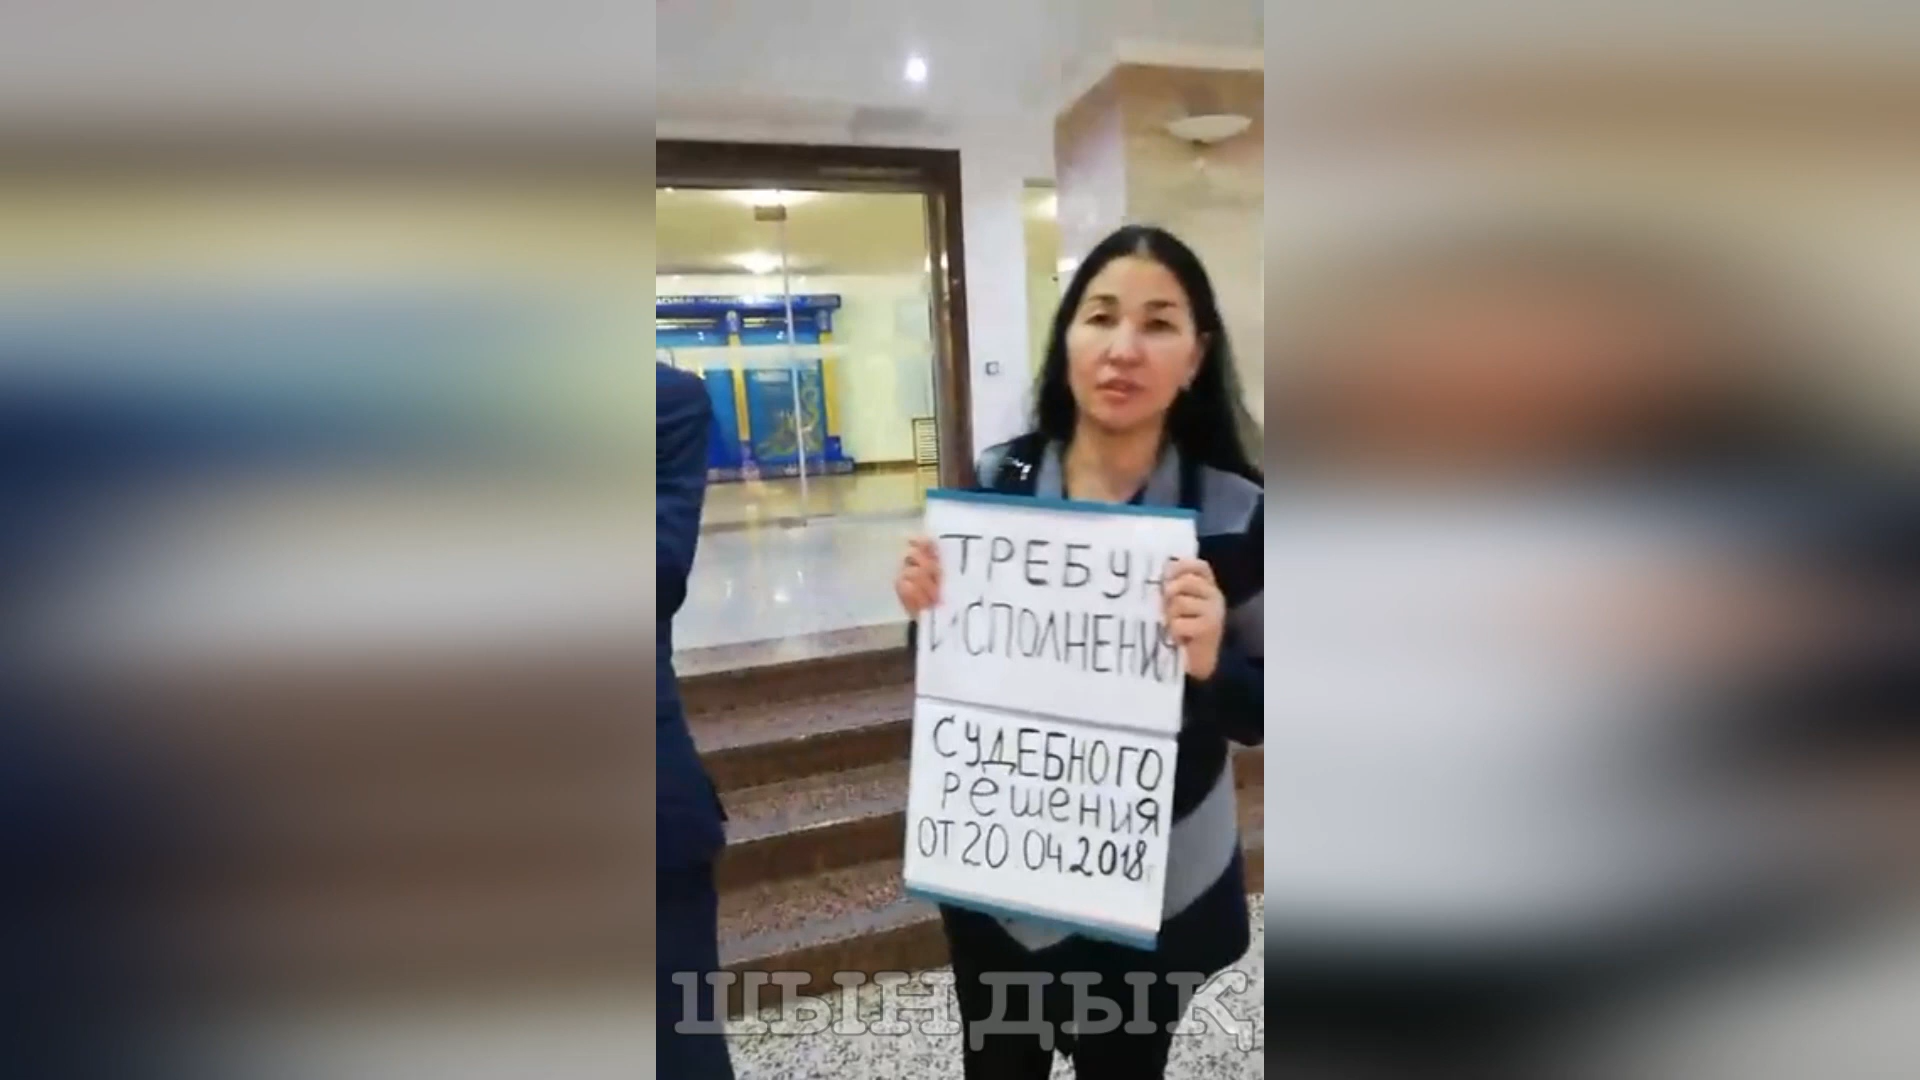 ТРЕБУЮ
ИСПОЛНЕНИЯ
СУДЕБНОГО
РЕШЕНИЯ
ОТ 20.04.2018г
ШЫНДЫҚ